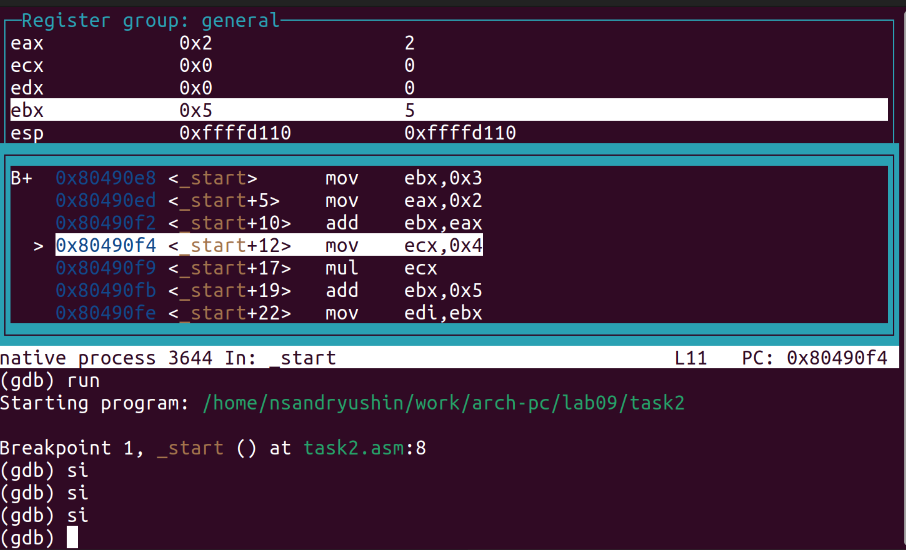 Register group: general
eax 0x2 2
ecx 0x0 0
edx 0x0 0
ebx 0x5 5
esp 0xffffd110 0xffffd110
B+ 0x80490e8 <_start> mov ebx,0x3
0x80490ed <_start+5> mov eax,0x2
0x80490f2 <_start+10> add ebx,eax
> 0x80490f4 <_start+12> mov ecx,0x4
0x80490f9 <_start+17> mul ecx
0x80490fb <_start+19> add ebx,0x5
0x80490fe <_start+22> mov edi,ebx
native process 3644 In: _start L11 PC: 0x80490f4
(gdb) run
Starting program: /home/nsandryushin/work/arch-pc/lab09/task2
Breakpoint 1, _start () at task2.asm:8
(gdb) si
(gdb) si
(gdb) si
(gdb)